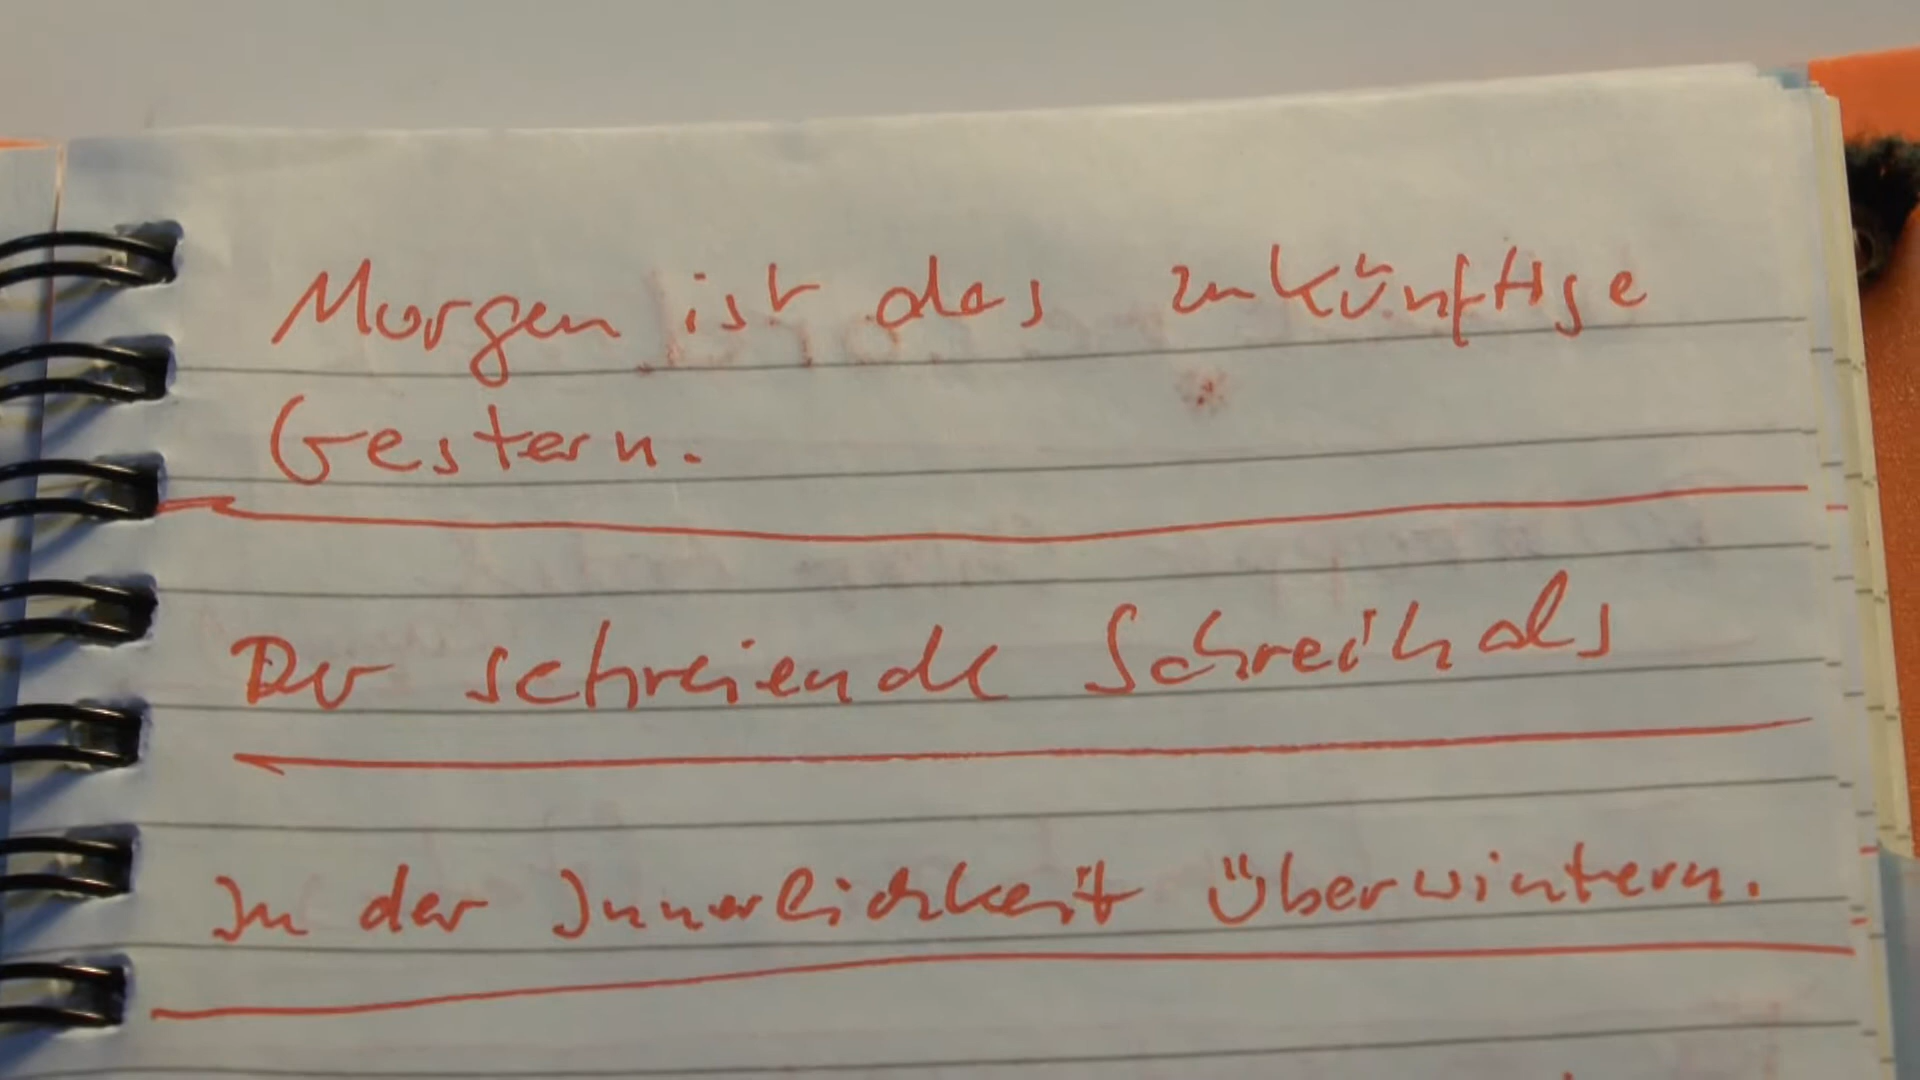 Morgen ist das zukünftige
Gestern.
Der schreiende Schreihals
In der Innerlichkeit überwintern.